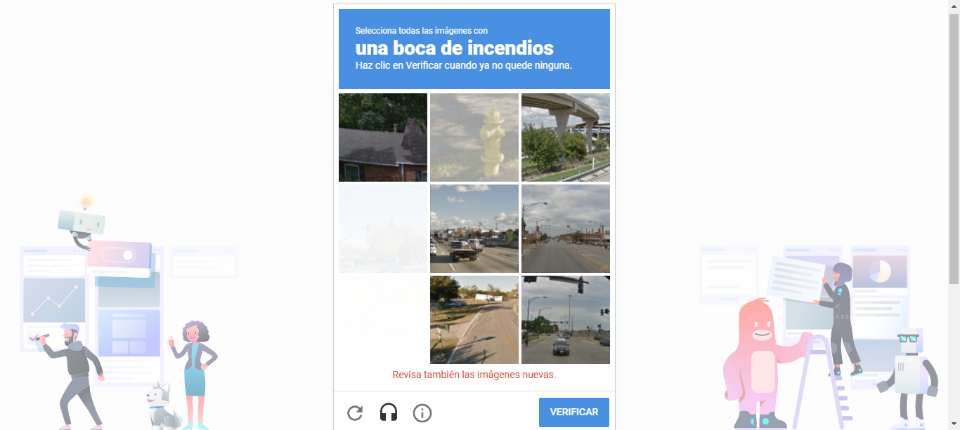 Selecciona todas las imágenes con
una boca de incendios
Haz clic en Verificar cuando ya no quede ninguna.
Revisa también las imágenes nuevas.
VERIFICAR